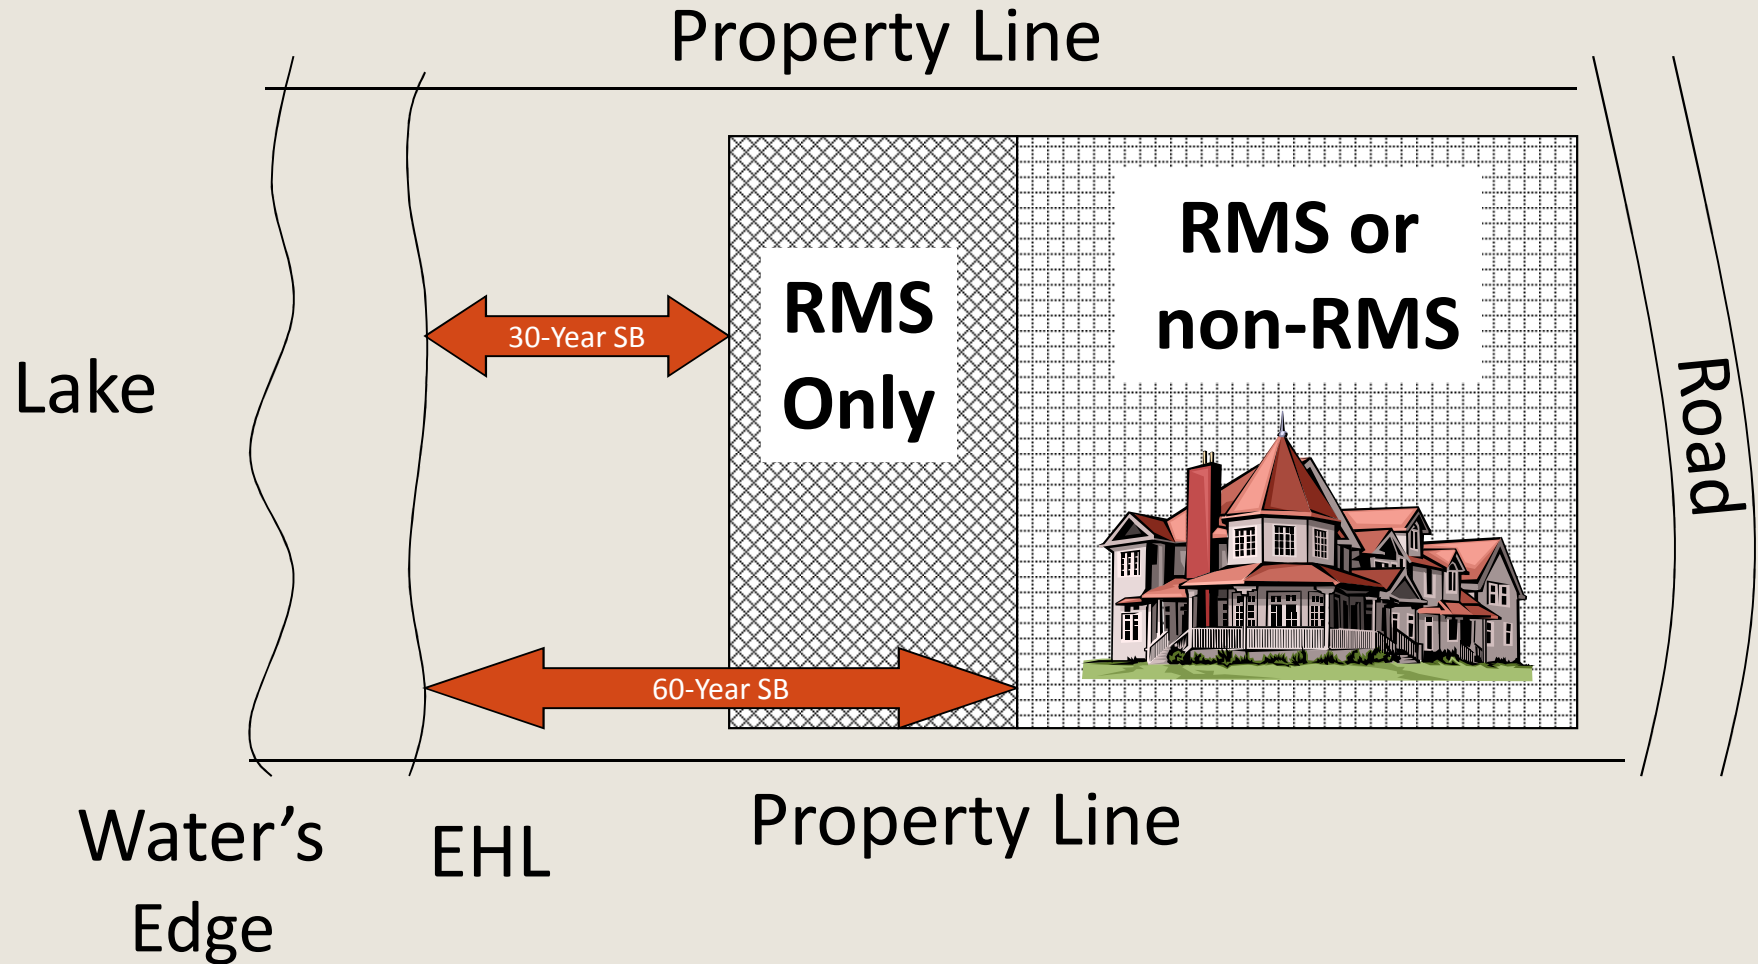 Property Line
RMS or
non-RMS
RMS
Only
30-Year SB
Lake
Road
60-Year SB
Property Line
Water’s
Edge
EHL